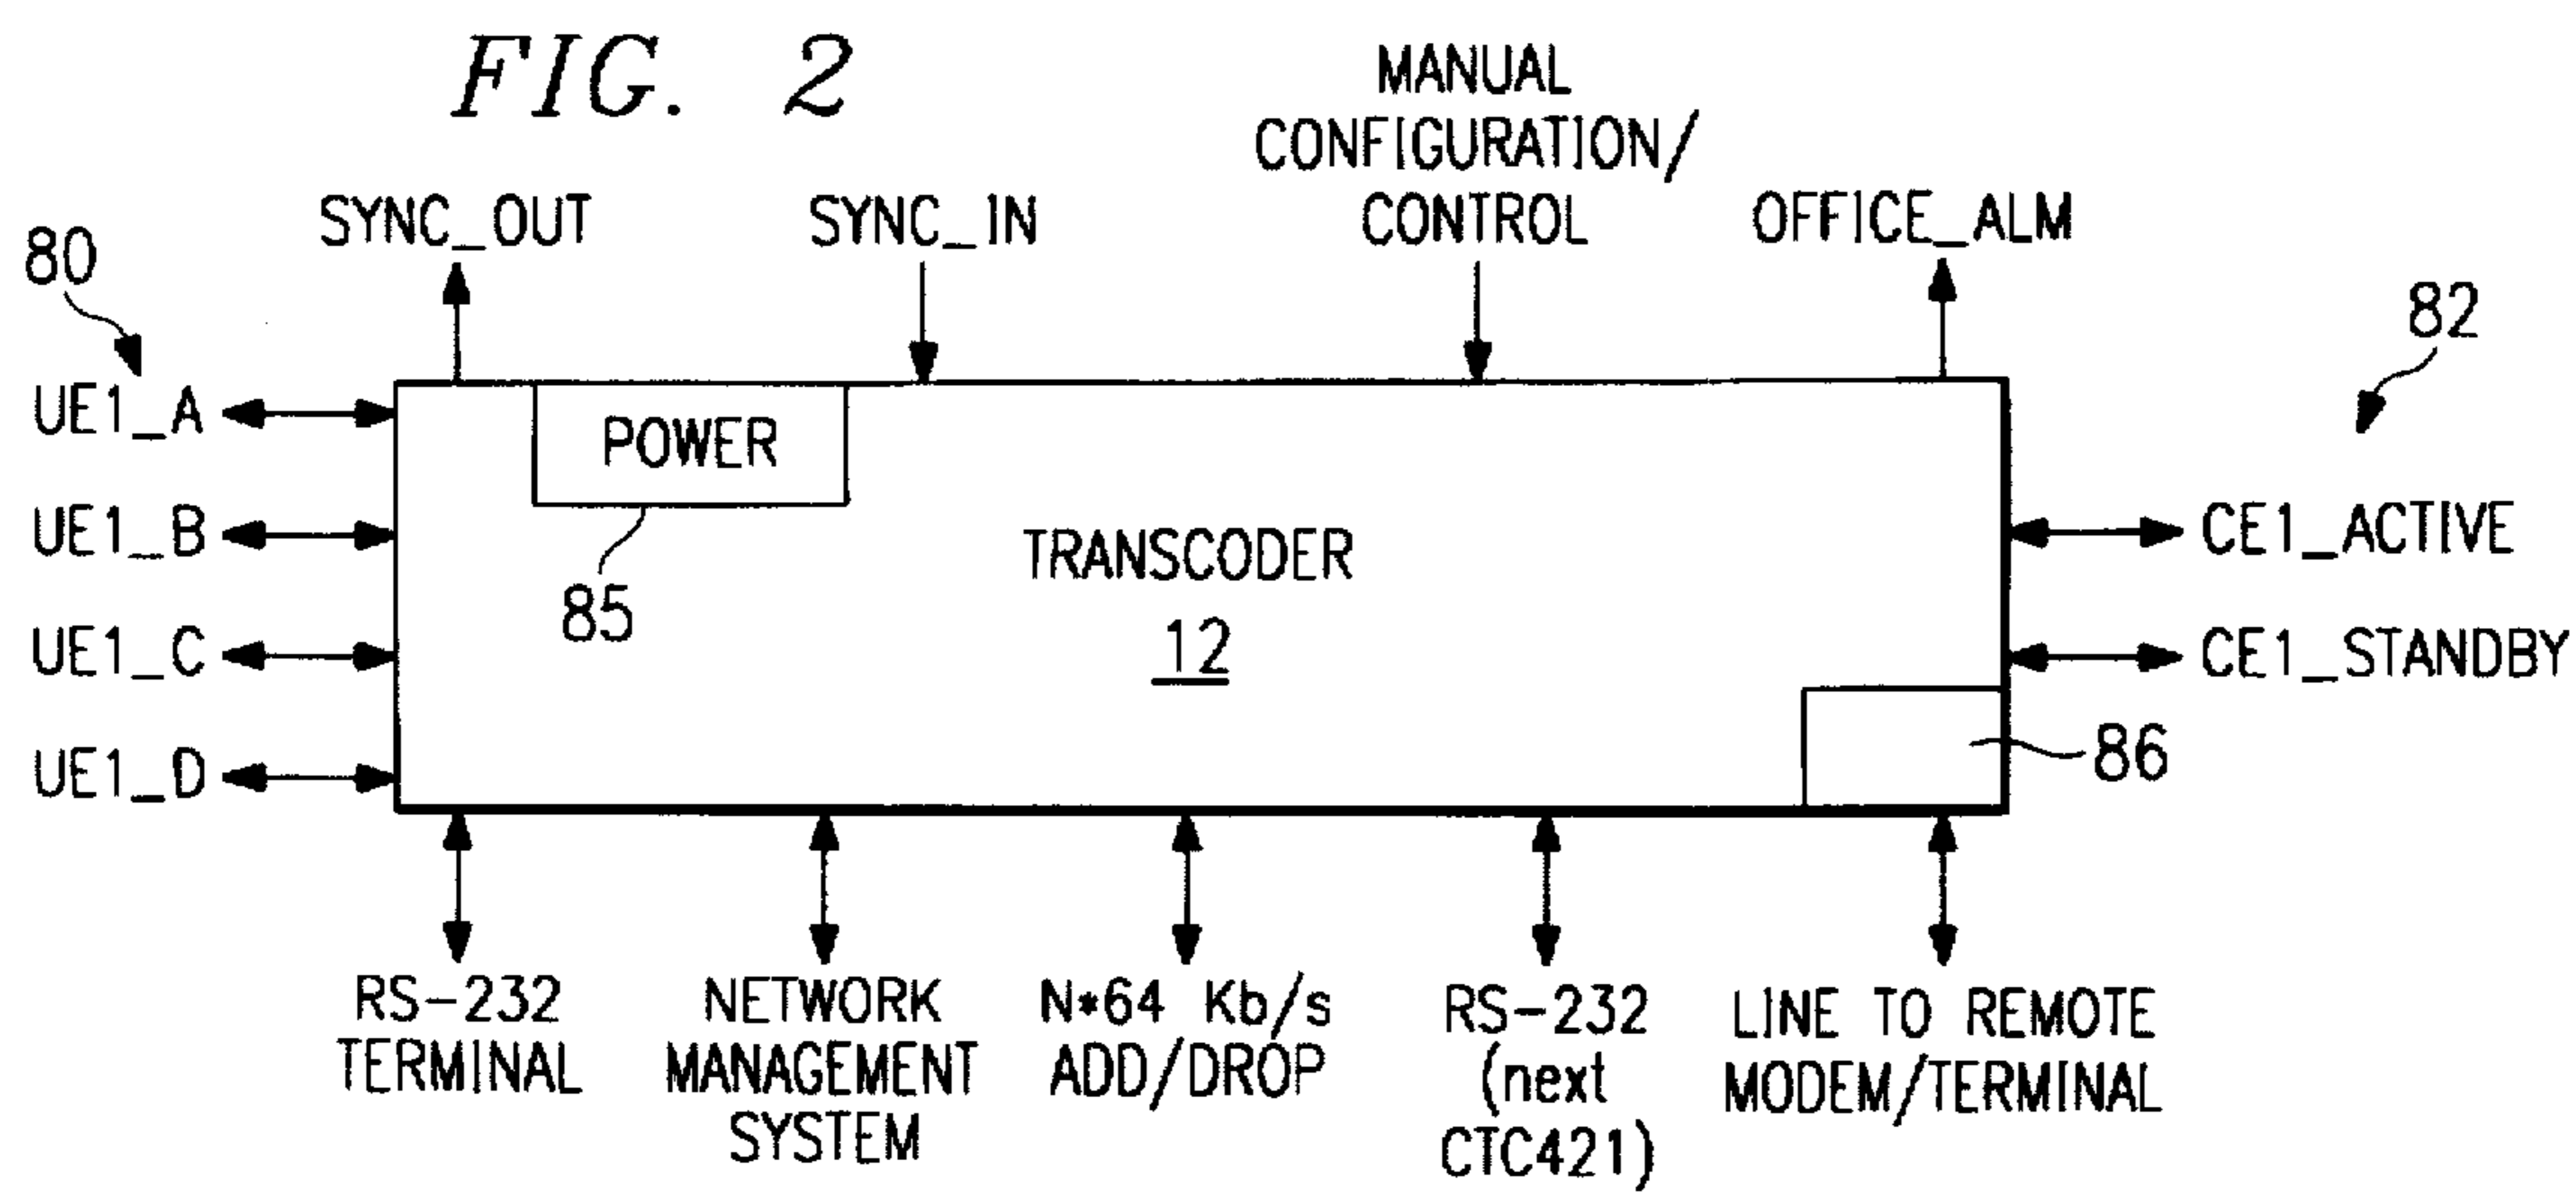 FIG. 2
MANUAL
CONFIGURATION/
CONTROL
SYNC_OUT
SYNC_IN
OFFICE_ALM
80
82
UE1_A
UE1_B
UE1_C
UE1_D
POWER
85
TRANSCODER
12
CE1_ACTIVE
CE1_STANDBY
86
RS-232
TERMINAL
NETWORK
MANAGEMENT
SYSTEM
N*64 Kb/s
ADD/DROP
RS-232
(next
CTC421)
LINE TO REMOTE
MODEM/TERMINAL